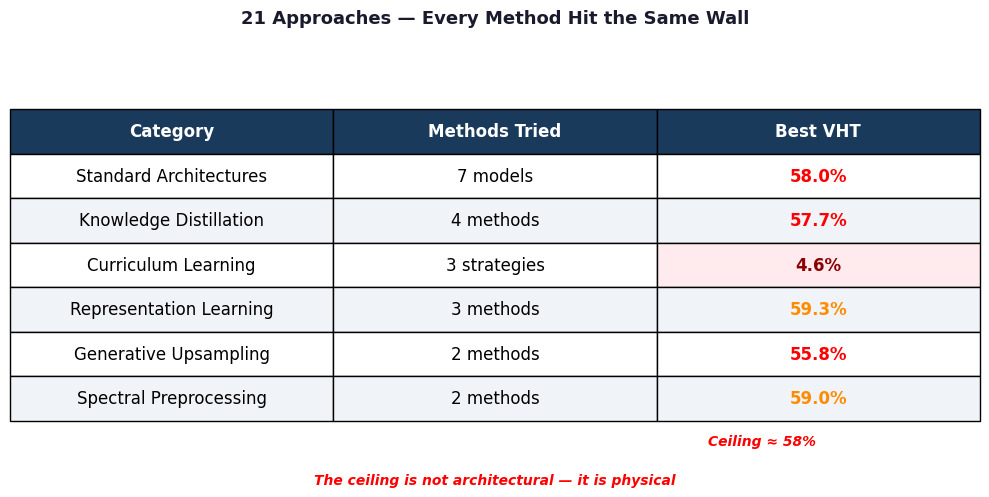 21 Approaches — Every Method Hit the Same Wall
Category Methods Tried Best VHT
Standard Architectures 7 models 58.0%
Knowledge Distillation 4 methods 57.7%
Curriculum Learning 3 strategies 4.6%
Representation Learning 3 methods 59.3%
Generative Upsampling 2 methods 55.8%
Spectral Preprocessing 2 methods 59.0%
Ceiling ≈ 58%
The ceiling is not architectural — it is physical